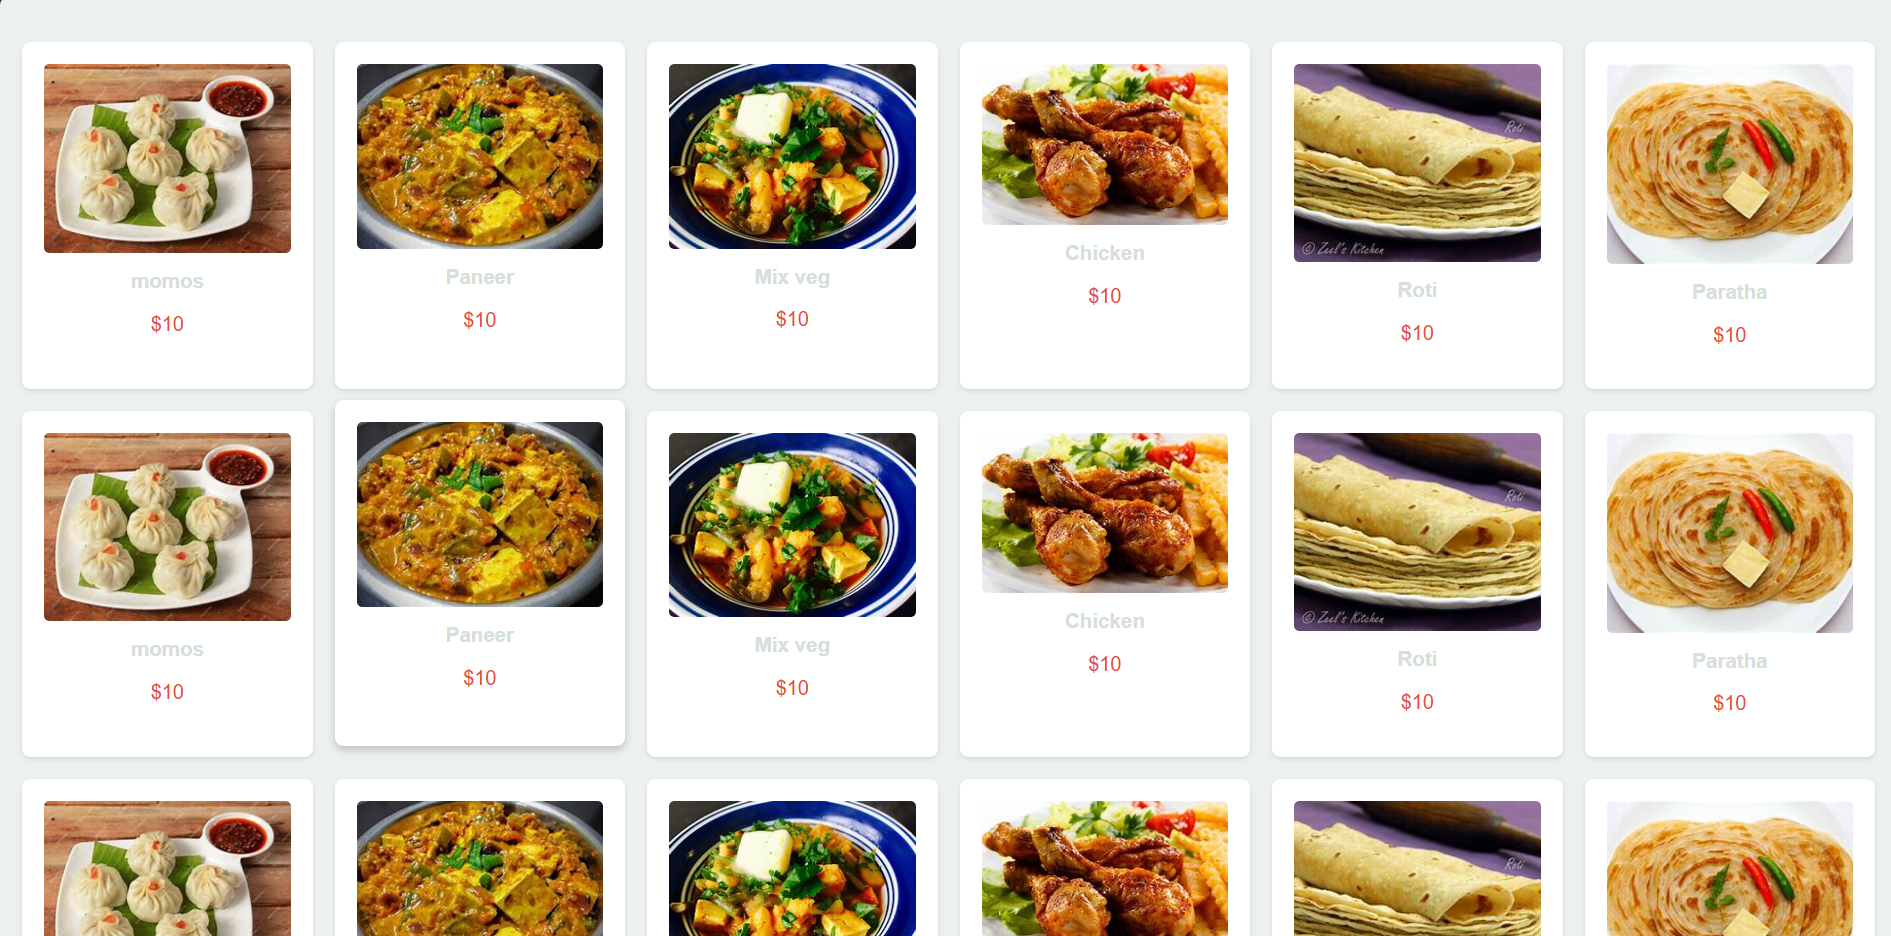 Roti
© Zeel's Kitchen
momos
Paneer
Mix veg
Chicken
Roti
Paratha
$10
$10
$10
$10
$10
$10
Roti
© Zeel's Kitchen
momos
Paneer
Mix veg
Chicken
Roti
Paratha
$10
$10
$10
$10
$10
$10
Roti